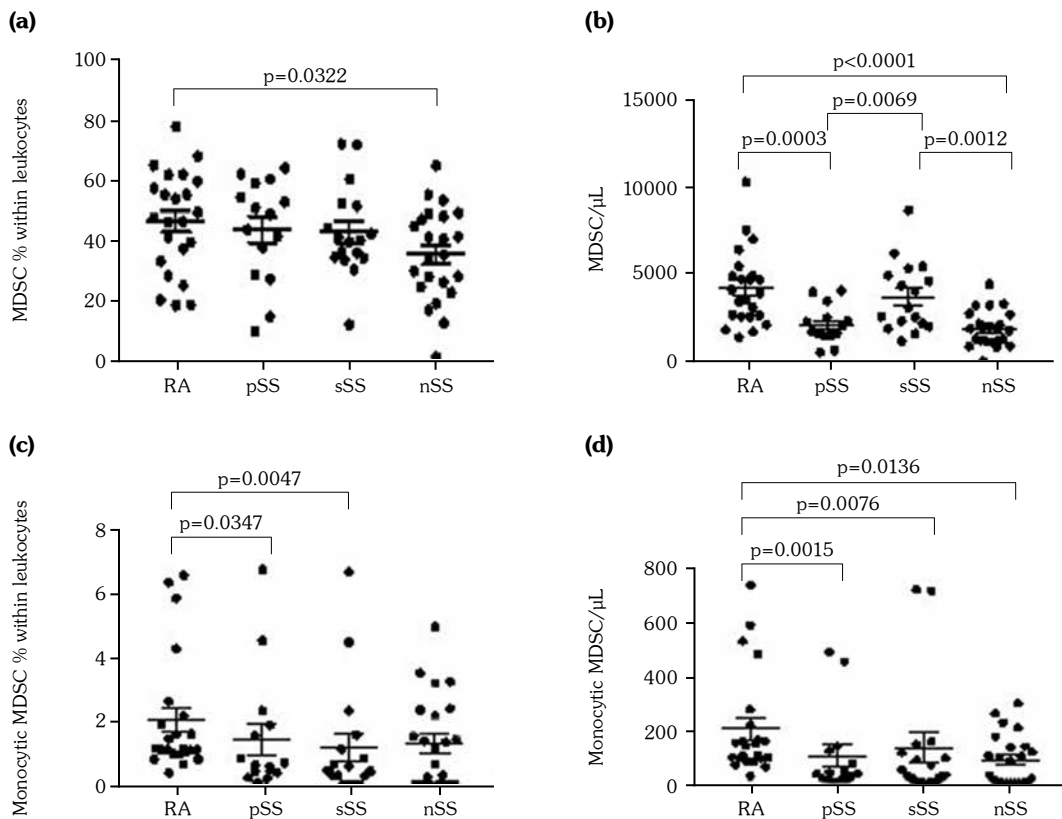 (a)
MDSC % within leukocytes
100
80
60
40
20
0
p=0.0322
RA pSS sSS nSS
(b)
MDSC/µL
15000
10000
5000
0
p<0.0001
p=0.0069
p=0.0003 p=0.0012
RA pSS sSS nSS
(c)
Monocytic MDSC % within leukocytes
8
6
4
2
0
p=0.0047
p=0.0347
RA pSS sSS nSS
(d)
Monocytic MDSC/µL
800
600
400
200
0
p=0.0136
p=0.0076
p=0.0015
RA pSS sSS nSS